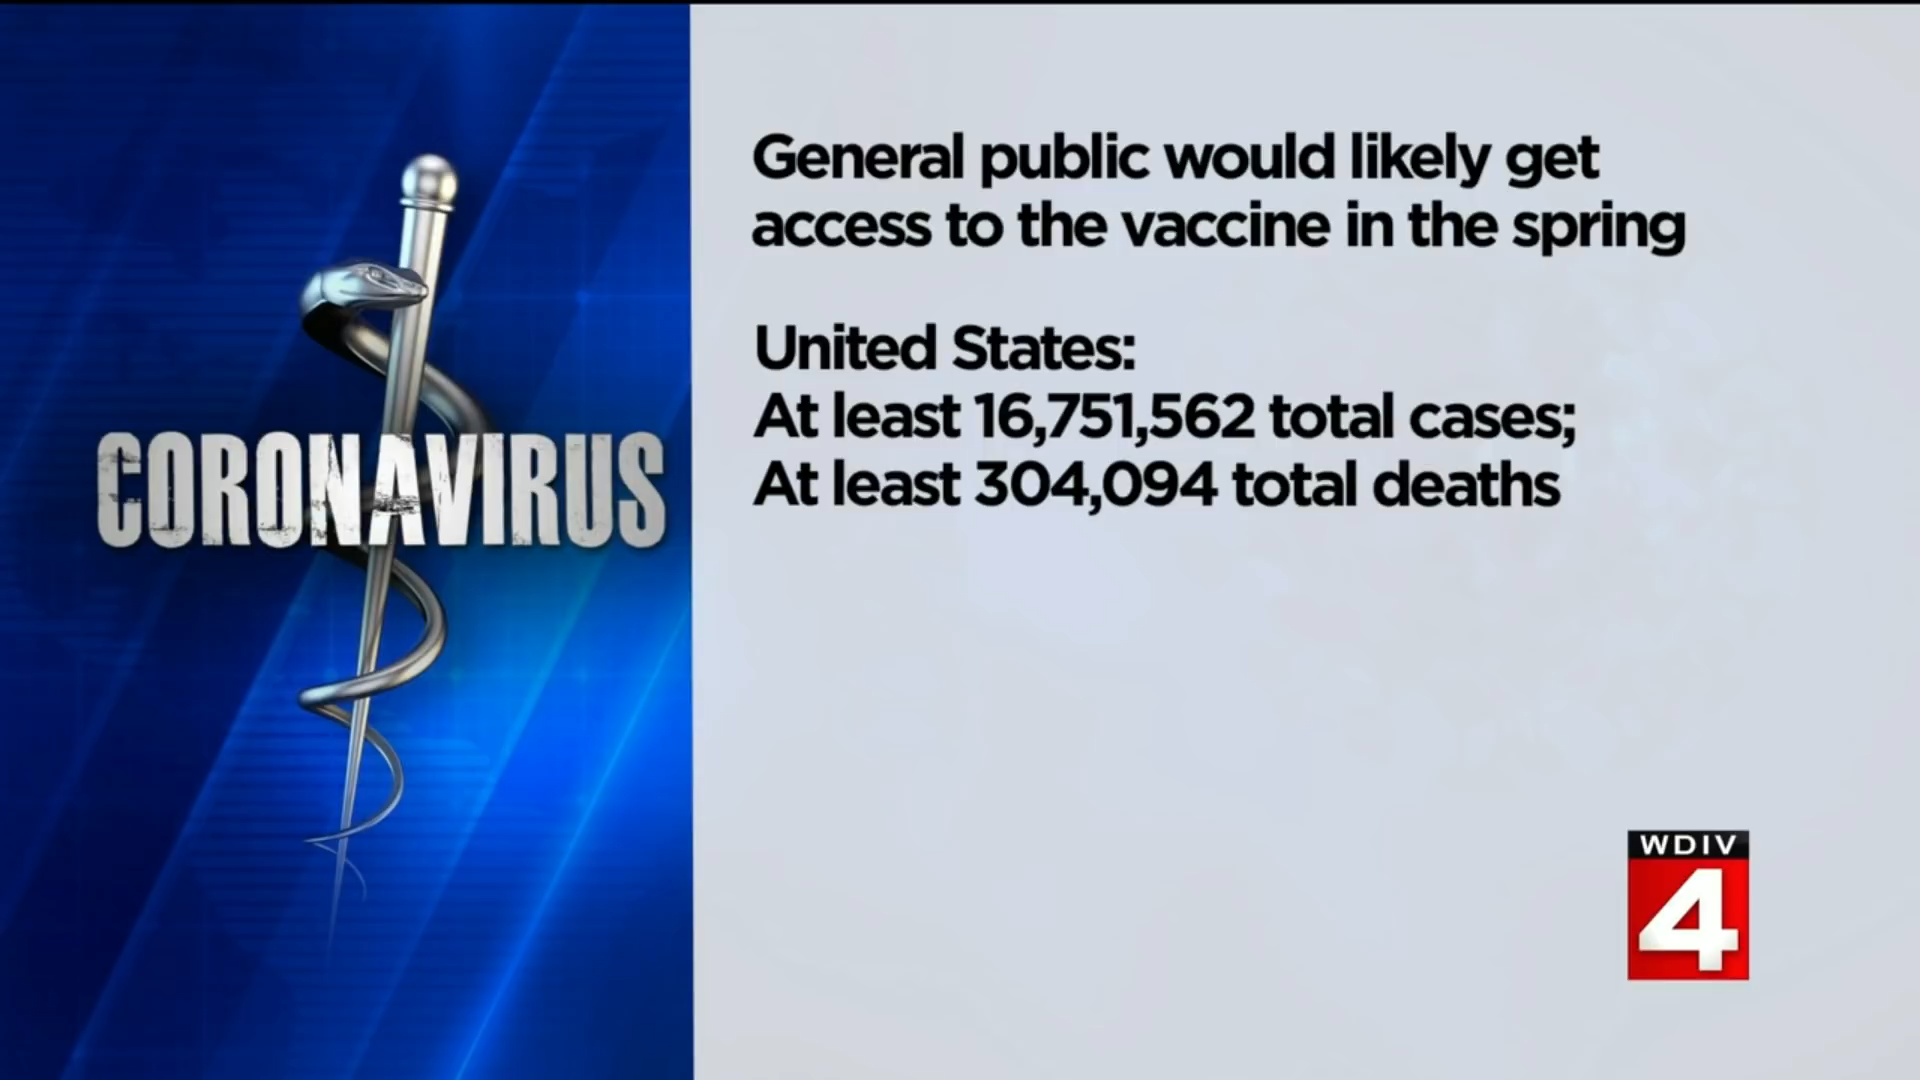 CORONAVIRUS
General public would likely get
access to the vaccine in the spring
United States:
At least 16,751,562 total cases;
At least 304,094 total deaths
WDIV
4